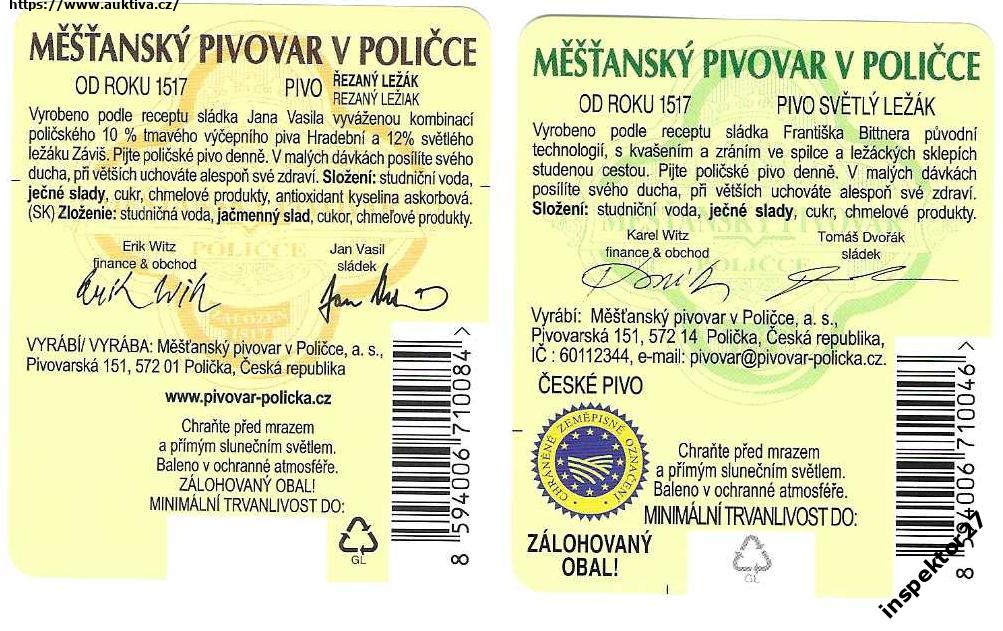 https://www.auktiva.cz/
MĚŠŤANSKÝ PIVOVAR V POLIČCE
OD ROKU 1517 PIVO ŘEZANÝ LEŽÁK
REZANÝ LEŽIAK
Vyrobeno podle receptu sládka Jana Vasila vyváženou kombinací
poličského 10 % tmavého výčepního piva Hradební a 12% světlého
ležáku Záviš. Pijte poličské pivo denně. V malých dávkách posílíte svého
ducha, při větších uchováte alespoň své zdraví. Složení: studniční voda,
ječné slady, cukr, chmelové produkty, antioxidant kyselina askorbová.
(SK) Zloženie: studničná voda, jačmenný slad, cukor, chmeľové produkty.
POLIČCE
Erik Witz
finance & obchod
Jan Vasil
sládek
ZALOŽEN
1517
VYRÁBÍ/ VYRÁBA: Měšťanský pivovar v Poličce, a. s.,
Pivovarská 151, 572 01 Polička, Česká republika
www.pivovar-policka.cz
Chraňte před mrazem
a přímým slunečním světlem.
Baleno v ochranné atmosféře.
ZÁLOHOVANÝ OBAL!
MINIMÁLNÍ TRVANLIVOST DO:
GL
8 594006 710084 >
MĚŠŤANSKÝ PIVOVAR V POLIČCE
OD ROKU 1517 PIVO SVĚTLÝ LEŽÁK
Vyrobeno podle receptu sládka Františka Bittnera původní
technologií, s kvašením a zráním ve spilce a ležáckých sklepích
studenou cestou. Pijte poličské pivo denně. V malých dávkách
posílíte svého ducha, při větších uchováte alespoň své zdraví.
Složení: studniční voda, ječné slady, cukr, chmelové produkty.
MĚŠŤANSKÝ PIVOVAR
POLIČCE
Karel Witz
finance & obchod
Tomáš Dvořák
sládek
Vyrábí: Měšťanský pivovar v Poličce, a. s.,
Pivovarská 151, 572 14 Polička, Česká republika,
IČ : 60112344, e-mail: pivovar@pivovar-policka.cz.
ČESKÉ PIVO
CHRÁNĚNÉ ZEMĚPISNÉ OZNAČENÍ
Chraňte před mrazem
a přímým slunečním světlem.
Baleno v ochranné atmosféře.
MINIMÁLNÍ TRVANLIVOST DO:
ZÁLOHOVANÝ
OBAL!
GL
8 594006 710046 >
inspektor17